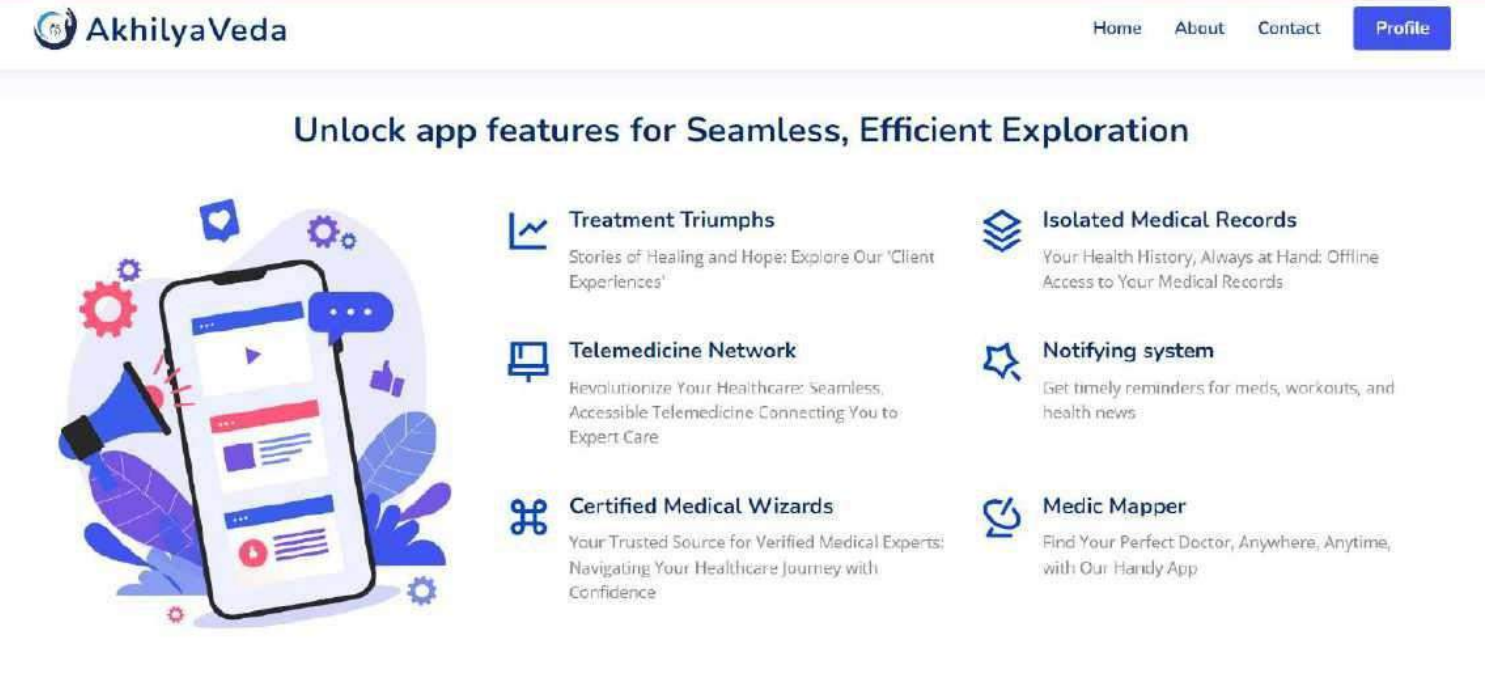 AkhilyaVeda
Home About Contact Profile
Unlock app features for Seamless, Efficient Exploration
Treatment Triumphs
Stories of Healing and Hope: Explore Our 'Client
Experiences'
Isolated Medical Records
Your Health History, Always at Hand: Offline
Access to Your Medical Records
Telemedicine Network
Revolutionize Your Healthcare: Seamless,
Accessible Telemedicine Connecting You to
Expert Care
Notifying system
Get timely reminders for meds, workouts, and
health news
Certified Medical Wizards
Your Trusted Source for Verified Medical Experts:
Navigating Your Healthcare Journey with
Confidence
Medic Mapper
Find Your Perfect Doctor, Anywhere, Anytime,
with Our Handy App